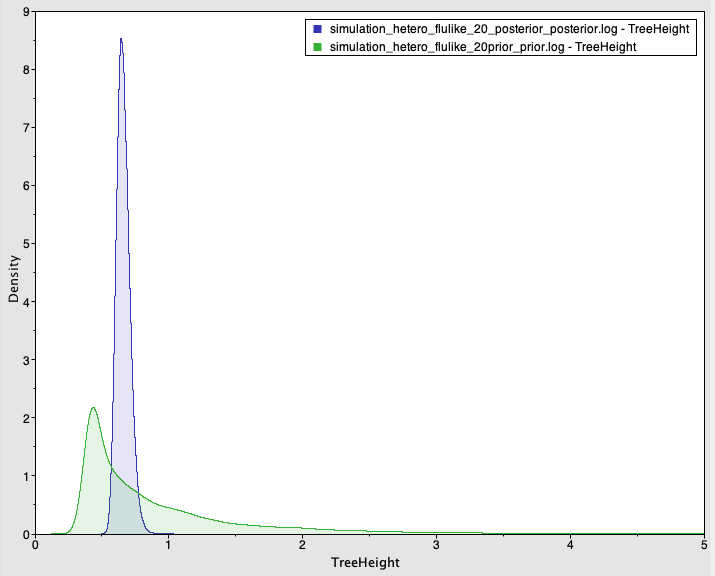 9
simulation_hetero_flulike_20_posterior_posterior.log - TreeHeight
simulation_hetero_flulike_20prior_prior.log - TreeHeight
8
7
6
5
Density
4
3
2
1
0
0 1 2 3 4 5
TreeHeight